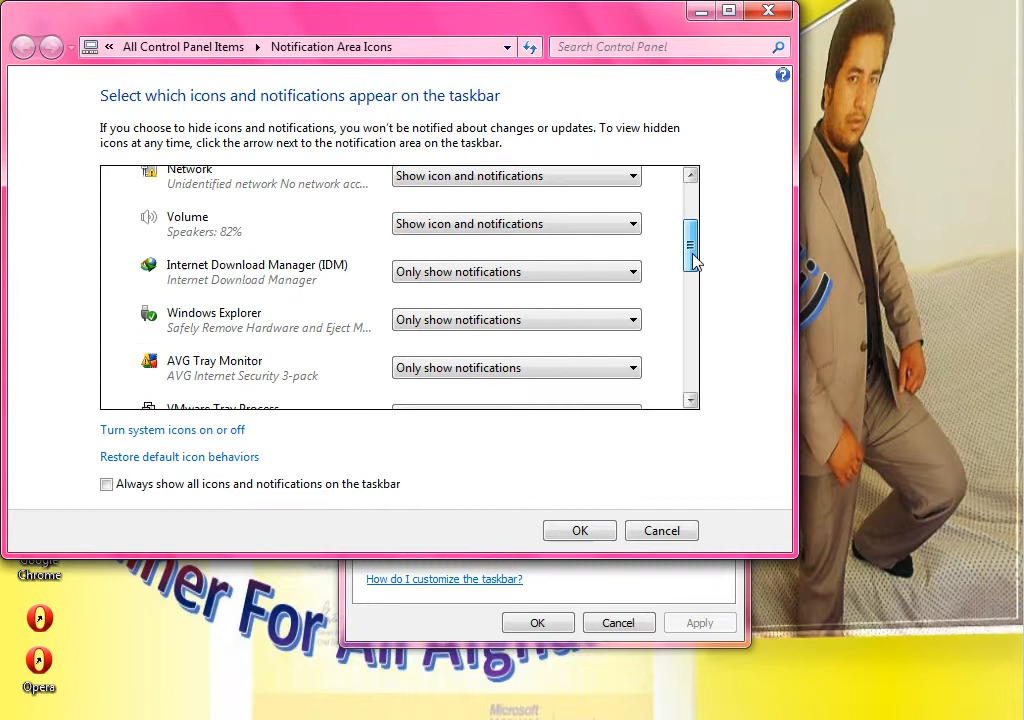 « All Control Panel Items ▸ Notification Area Icons
Search Control Panel
Select which icons and notifications appear on the taskbar
If you choose to hide icons and notifications, you won't be notified about changes or updates. To view hidden
icons at any time, click the arrow next to the notification area on the taskbar.
Network
Unidentified network No network acc...
Show icon and notifications
Volume
Speakers: 82%
Show icon and notifications
Internet Download Manager (IDM)
Internet Download Manager
Only show notifications
Windows Explorer
Safely Remove Hardware and Eject M...
Only show notifications
AVG Tray Monitor
AVG Internet Security 3-pack
Only show notifications
VMware Tray Process
Turn system icons on or off
Restore default icon behaviors
Always show all icons and notifications on the taskbar
OK
Cancel
How do I customize the taskbar?
OK
Cancel
Apply
Google
Chrome
Opera
For All
Microsoft